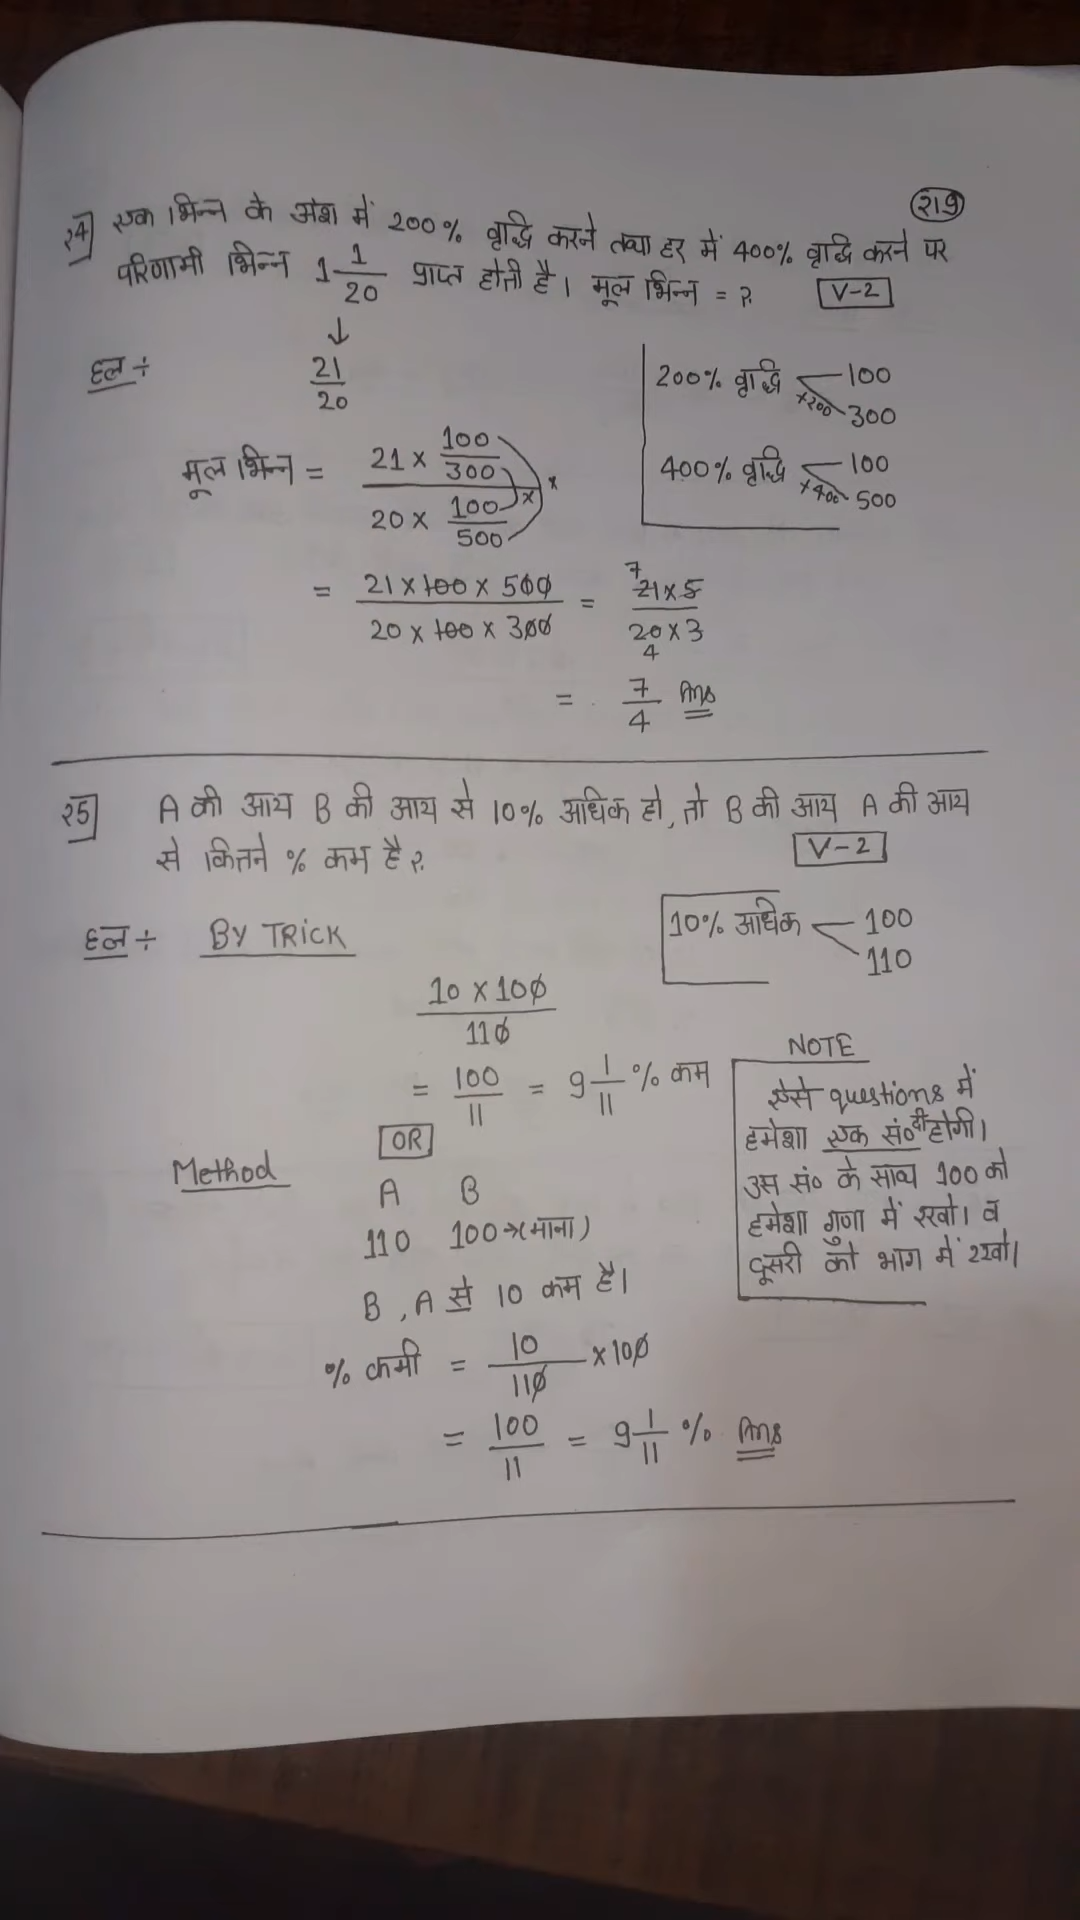 219
24] एक भिन्न के अंश में 200% वृद्धि करने तथा हर में 400% वृद्धि करने पर
परिणामी भिन्न 1 1/20 प्राप्त होती है। मूल भिन्न = ?. V-2
↓
हल ÷ 21/20
200% वृद्धि 100
+200 300
400% वृद्धि 100
+400 500
मूल भिन्न = (21 × 100/300) / (20 × 100/500)
= (21 × 100 × 500) / (20 × 100 × 300) = (21 × 5) / (20 × 3)
7
4
= 7/4 Ans
25] A की आय B की आय से 10% अधिक हो, तो B की आय A की आय
से कितने % कम है ?. V-2
हल ÷ BY TRICK
10% अधिक 100
110
(10 × 100) / 110
= 100/11 = 9 1/11 % कम
OR
Method
A B
110 100→(माना)
B , A से 10 कम है।
% कमी = 10/110 × 100
= 100/11 = 9 1/11 % Ans
NOTE
ऐसे questions में
हमेशा एक सं० दी होगी।
उस सं० के साथ 100 को
हमेशा गुणा में रखो। व
दूसरी को भाग में रखो।